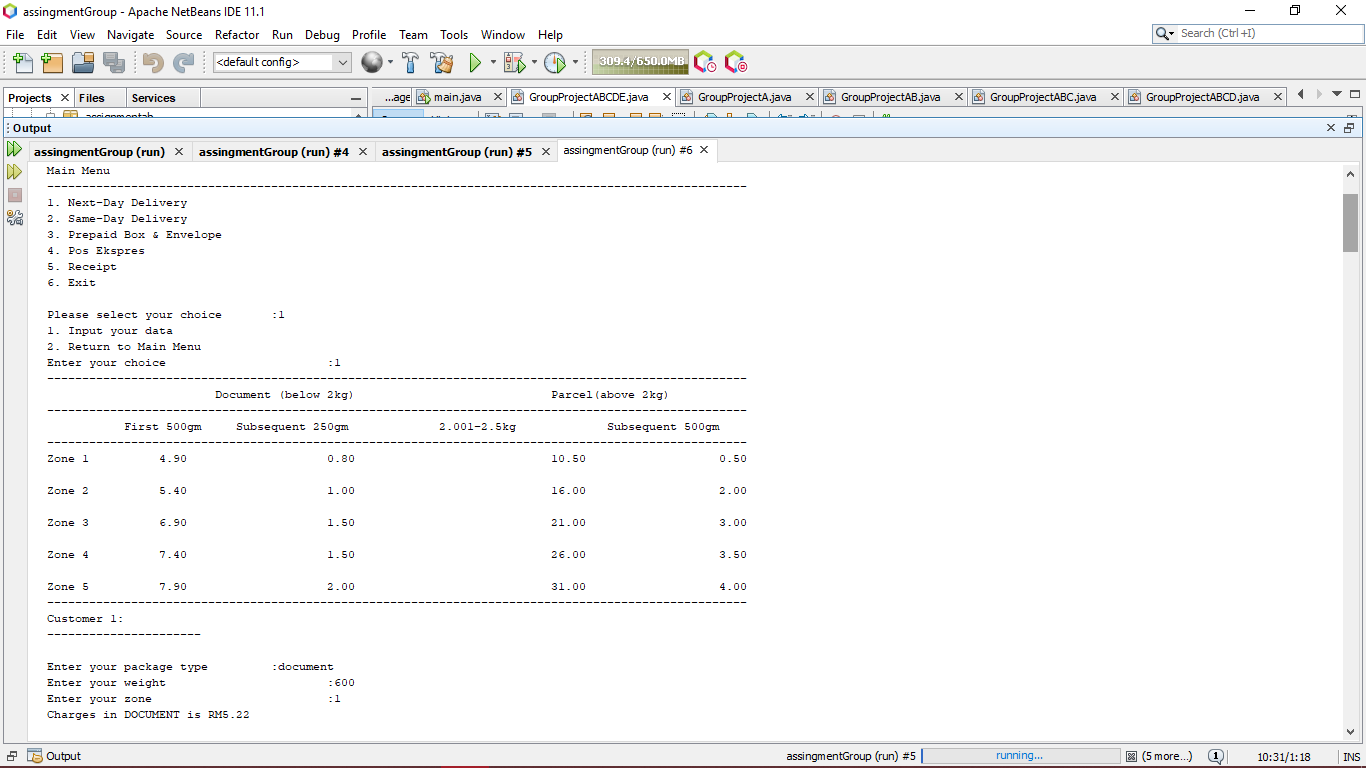 assingmentGroup - Apache NetBeans IDE 11.1
File Edit View Navigate Source Refactor Run Debug Profile Team Tools Window Help
Search (Ctrl+I)
<default config>
309.4/650.0MB
Projects Files Services
...age main.java GroupProjectABCDE.java GroupProjectA.java GroupProjectAB.java GroupProjectABC.java GroupProjectABCD.java
assignmentab
Output
assingmentGroup (run) assingmentGroup (run) #4 assingmentGroup (run) #5 assingmentGroup (run) #6
Main Menu
----------------------------------------------------------------------------------------------------
1. Next-Day Delivery
2. Same-Day Delivery
3. Prepaid Box & Envelope
4. Pos Ekspres
5. Receipt
6. Exit
Please select your choice :1
1. Input your data
2. Return to Main Menu
Enter your choice :1
----------------------------------------------------------------------------------------------------
Document (below 2kg) Parcel(above 2kg)
----------------------------------------------------------------------------------------------------
First 500gm Subsequent 250gm 2.001-2.5kg Subsequent 500gm
----------------------------------------------------------------------------------------------------
Zone 1 4.90 0.80 10.50 0.50
Zone 2 5.40 1.00 16.00 2.00
Zone 3 6.90 1.50 21.00 3.00
Zone 4 7.40 1.50 26.00 3.50
Zone 5 7.90 2.00 31.00 4.00
----------------------------------------------------------------------------------------------------
Customer 1:
----------------------
Enter your package type :document
Enter your weight :600
Enter your zone :1
Charges in DOCUMENT is RM5.22
Output assingmentGroup (run) #5 running... (5 more...) 1 10:31/1:18 INS